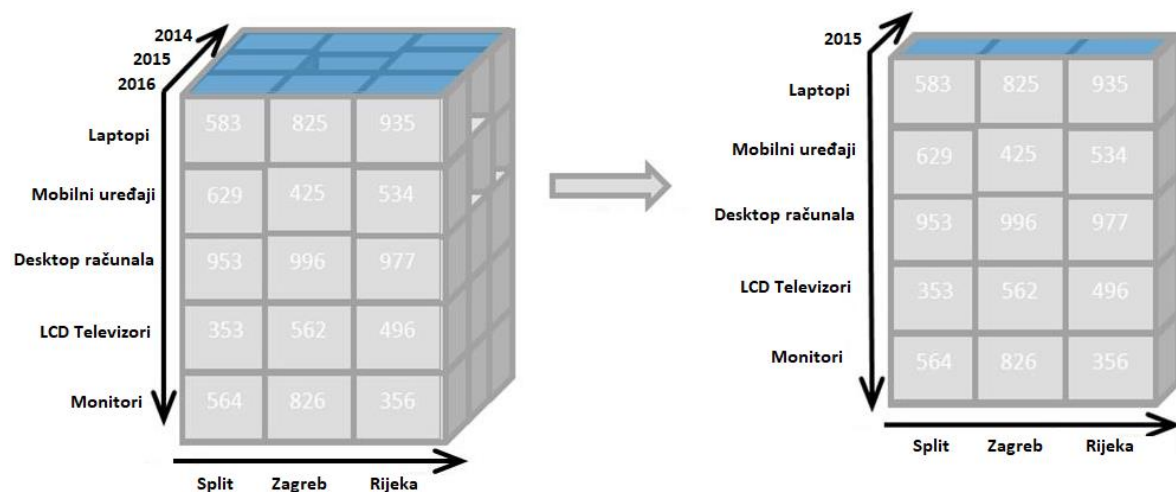 2014
2015
2016
Laptopi 583 825 935
Mobilni uređaji 629 425 534
Desktop računala 953 996 977
LCD Televizori 353 562 496
Monitori 564 826 356
Split Zagreb Rijeka
2015
Laptopi 583 825 935
Mobilni uređaji 629 425 534
Desktop računala 953 996 977
LCD Televizori 353 562 496
Monitori 564 826 356
Split Zagreb Rijeka